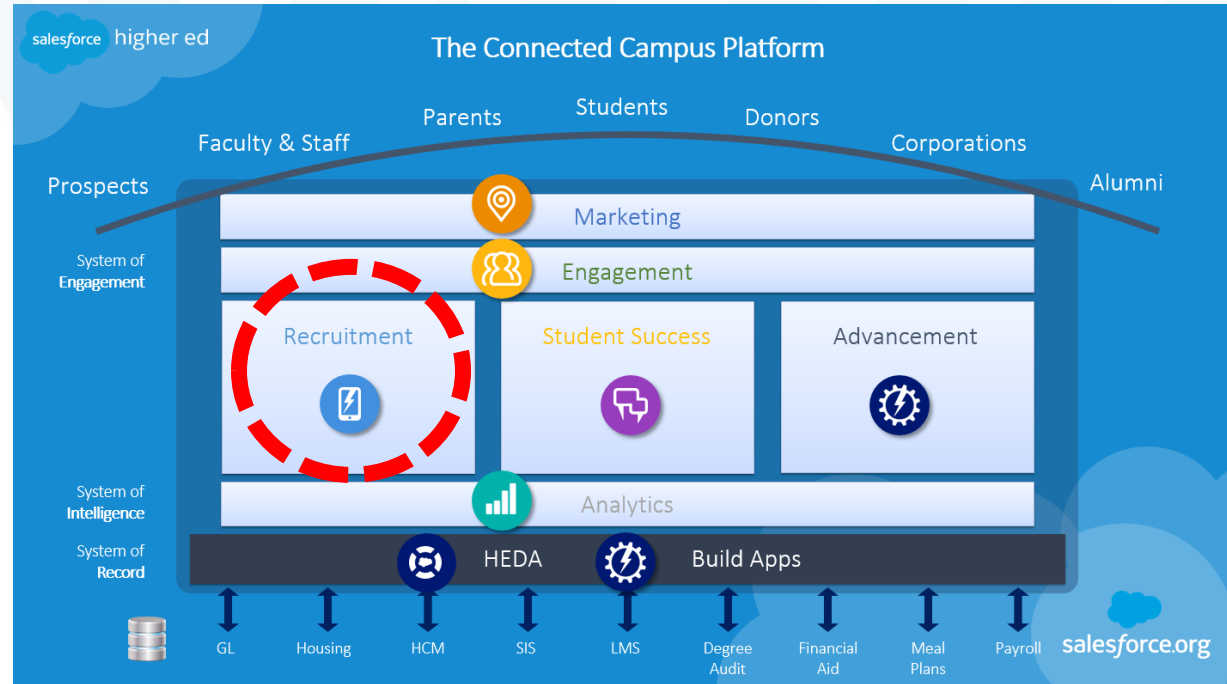 salesforce higher ed
The Connected Campus Platform
Students
Parents
Donors
Faculty & Staff
Corporations
Prospects
Alumni
Marketing
System of
Engagement
Engagement
Recruitment
Student Success
Advancement
System of
Intelligence
Analytics
System of
Record
HEDA
Build Apps
GL
Housing
HCM
SIS
LMS
Degree
Audit
Financial
Aid
Meal
Plans
Payroll
salesforce.org